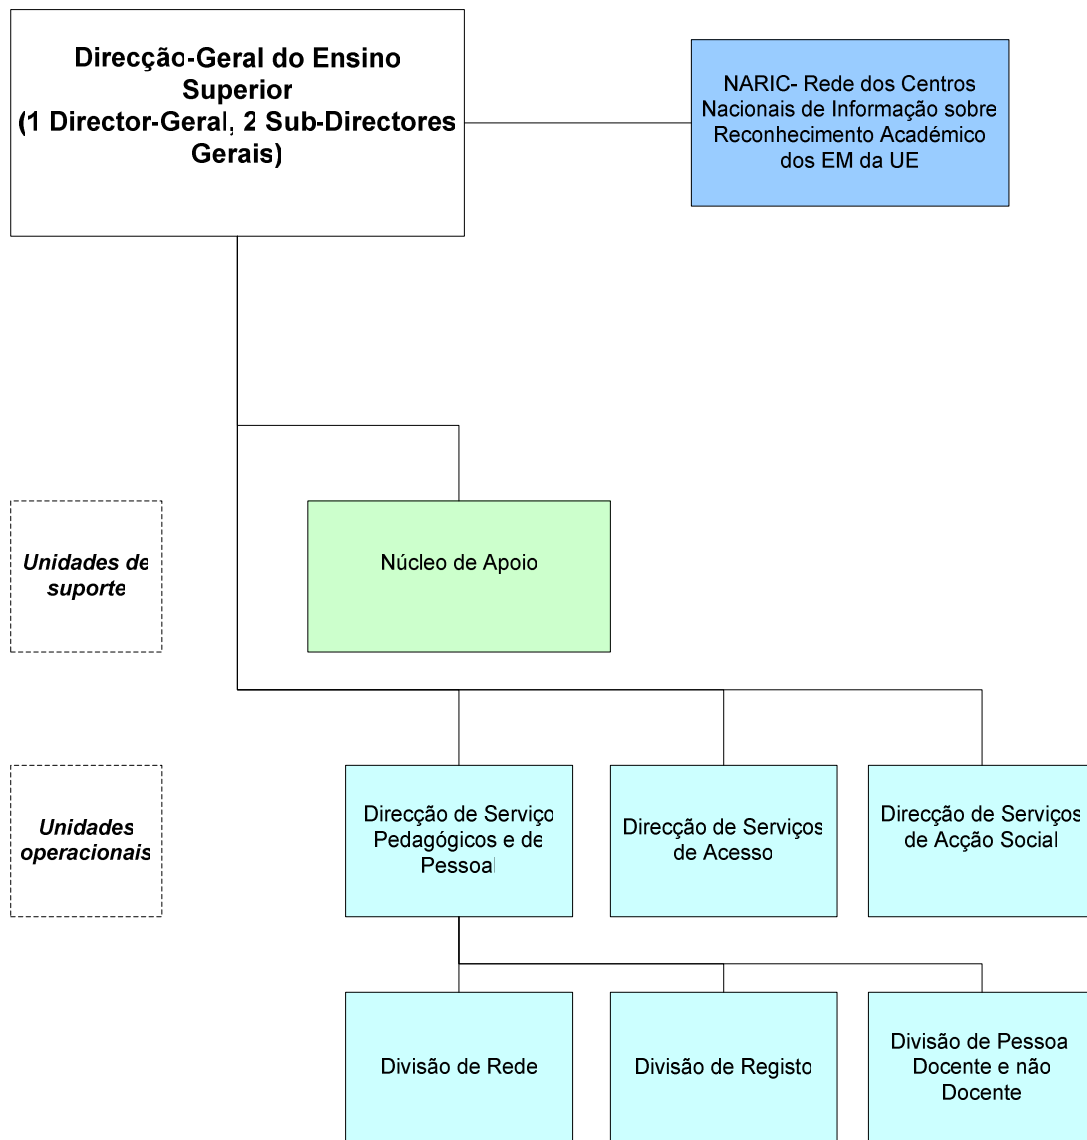 Direcção-Geral do Ensino
Superior
(1 Director-Geral, 2 Sub-Directores
Gerais)
NARIC- Rede dos Centros
Nacionais de Informação sobre
Reconhecimento Académico
dos EM da UE
Unidades de
suporte
Núcleo de Apoio
Unidades
operacionais
Direcção de Serviço
Pedagógicos e de
Pessoal
Direcção de Serviços
de Acesso
Direcção de Serviços
de Acção Social
Divisão de Rede
Divisão de Registo
Divisão de Pessoa
Docente e não
Docente